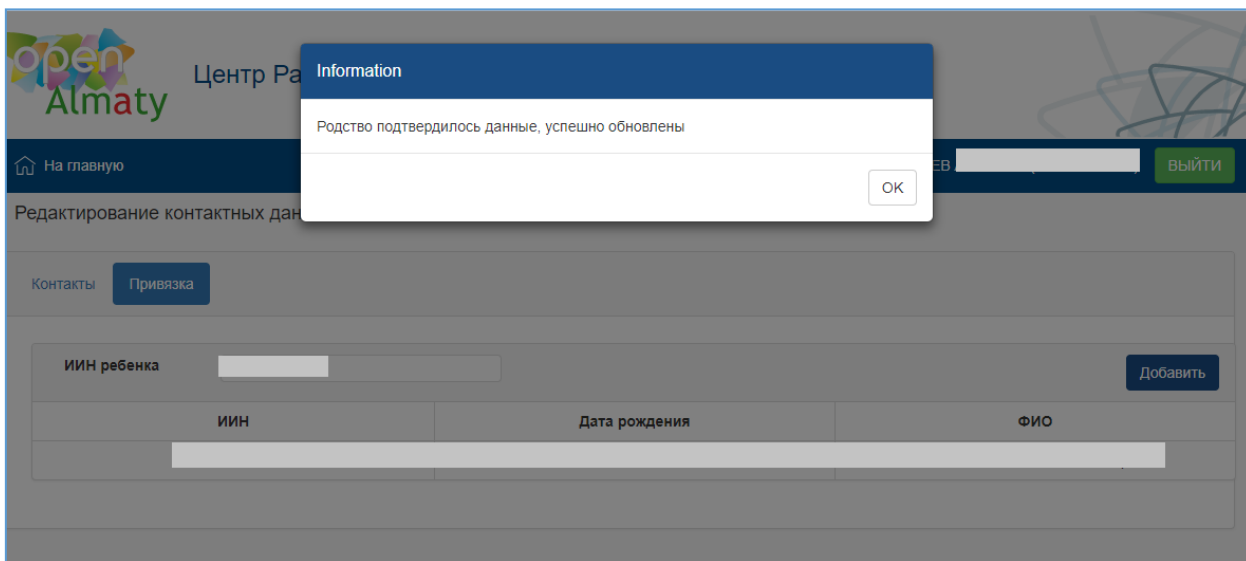 open
Almaty
Центр Ра
Information
Родство подтвердилось данные, успешно обновлены
OK
На главную
ЕВ
ВЫЙТИ
Редактирование контактных дан
Контакты
Привязка
ИИН ребенка
Добавить
ИИН Дата рождения ФИО